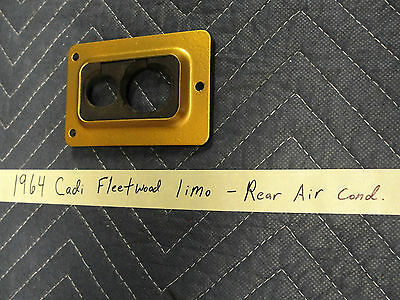 1964 Cadi Fleetwood limo - Rear Air Cond.